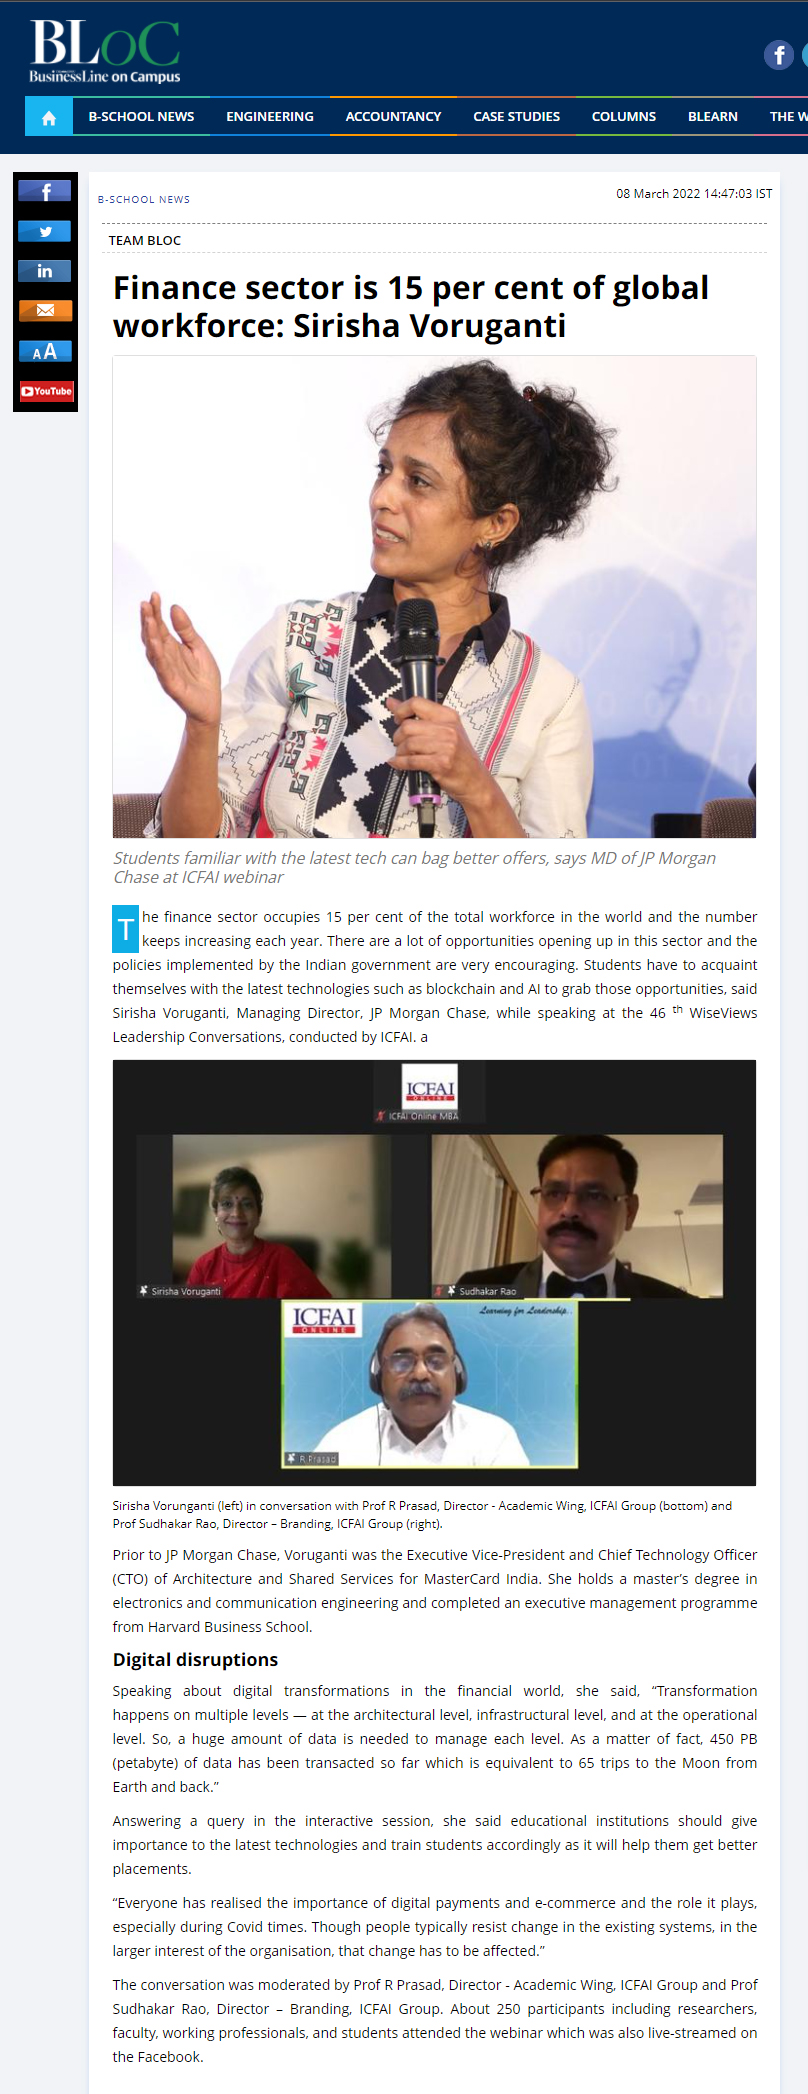 BLoC
BusinessLine on Campus
B-SCHOOL NEWS ENGINEERING ACCOUNTANCY CASE STUDIES COLUMNS BLEARN THE W
B-SCHOOL NEWS
08 March 2022 14:47:03 IST
TEAM BLOC
AA
YouTube
Finance sector is 15 per cent of global
workforce: Sirisha Voruganti
Students familiar with the latest tech can bag better offers, says MD of JP Morgan
Chase at ICFAI webinar
The finance sector occupies 15 per cent of the total workforce in the world and the number
keeps increasing each year. There are a lot of opportunities opening up in this sector and the
policies implemented by the Indian government are very encouraging. Students have to acquaint
themselves with the latest technologies such as blockchain and AI to grab those opportunities, said
Sirisha Voruganti, Managing Director, JP Morgan Chase, while speaking at the 46 th WiseViews
Leadership Conversations, conducted by ICFAI. a
ICFAI
ONLINE
ICFAI Online MBA
Sirisha Voruganti
Sudhakar Rao
ICFAI
ONLINE
Learning for Leadership..
R Prasad
Sirisha Vorunganti (left) in conversation with Prof R Prasad, Director - Academic Wing, ICFAI Group (bottom) and
Prof Sudhakar Rao, Director – Branding, ICFAI Group (right).
Prior to JP Morgan Chase, Voruganti was the Executive Vice-President and Chief Technology Officer
(CTO) of Architecture and Shared Services for MasterCard India. She holds a master's degree in
electronics and communication engineering and completed an executive management programme
from Harvard Business School.
Digital disruptions
Speaking about digital transformations in the financial world, she said, “Transformation
happens on multiple levels — at the architectural level, infrastructural level, and at the operational
level. So, a huge amount of data is needed to manage each level. As a matter of fact, 450 PB
(petabyte) of data has been transacted so far which is equivalent to 65 trips to the Moon from
Earth and back.”
Answering a query in the interactive session, she said educational institutions should give
importance to the latest technologies and train students accordingly as it will help them get better
placements.
“Everyone has realised the importance of digital payments and e-commerce and the role it plays,
especially during Covid times. Though people typically resist change in the existing systems, in the
larger interest of the organisation, that change has to be affected.”
The conversation was moderated by Prof R Prasad, Director - Academic Wing, ICFAI Group and Prof
Sudhakar Rao, Director – Branding, ICFAI Group. About 250 participants including researchers,
faculty, working professionals, and students attended the webinar which was also live-streamed on
the Facebook.